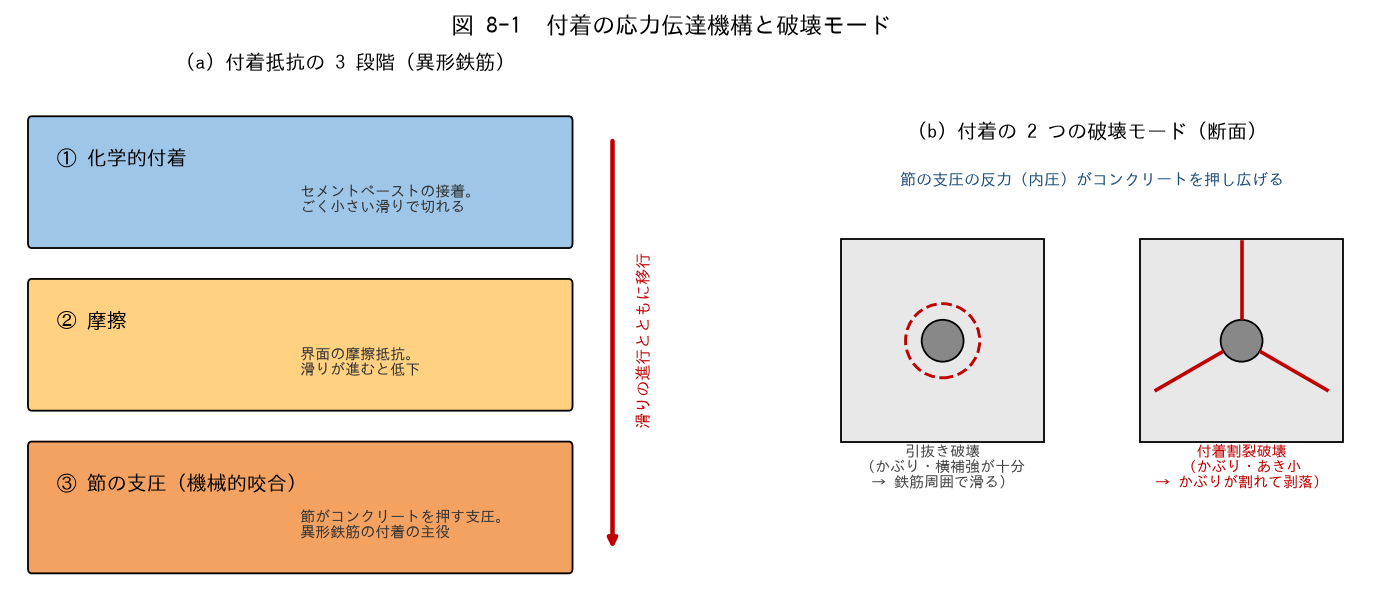 図 8-1　付着の応力伝達機構と破壊モード
(a) 付着抵抗の 3 段階（異形鉄筋）
① 化学的付着
セメントペーストの接着。
ごく小さい滑りで切れる
② 摩擦
界面の摩擦抵抗。
滑りが進むと低下
③ 節の支圧（機械的咬合）
節がコンクリートを押す支圧。
異形鉄筋の付着の主役
滑りの進行とともに移行
(b) 付着の 2 つの破壊モード（断面）
節の支圧の反力（内圧）がコンクリートを押し広げる
引抜き破壊
（かぶり・横補強が十分
→ 鉄筋周囲で滑る）
付着割裂破壊
（かぶり・あき小
→ かぶりが割れて剥落）